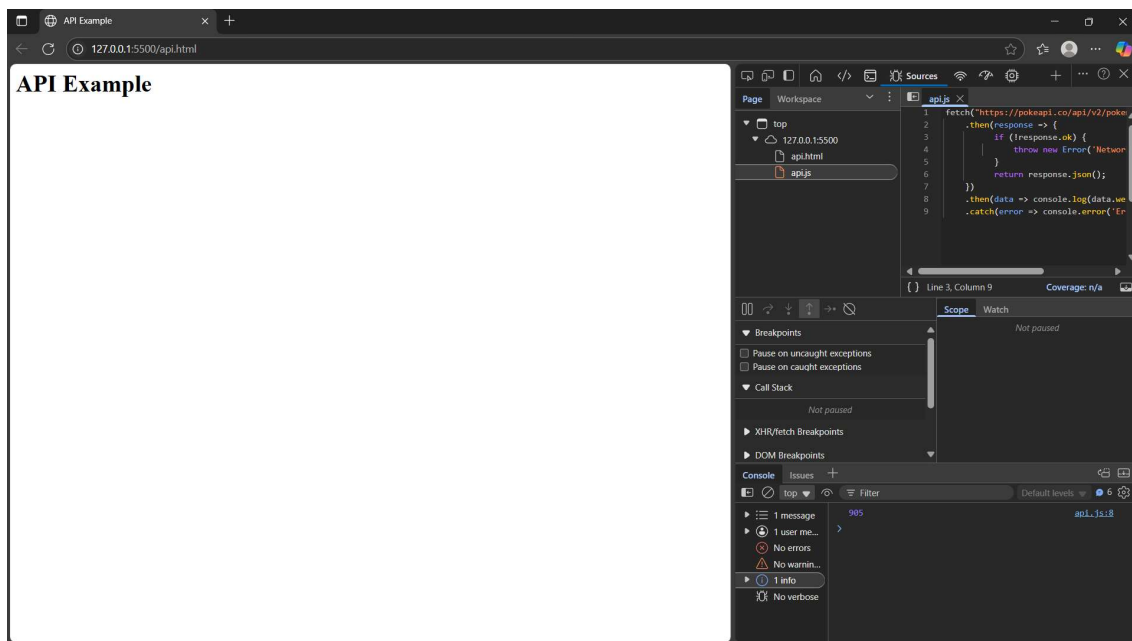 API Example
127.0.0.1:5500/api.html
API Example
Sources
Page Workspace
top
127.0.0.1:5500
api.html
api.js
api.js
1 fetch("https://pokeapi.co/api/v2/poke
2 .then(response => {
3 if (!response.ok) {
4 throw new Error('Networ
5 }
6 return response.json();
7 })
8 .then(data => console.log(data.we
9 .catch(error => console.error('Er
{ } Line 3, Column 9 Coverage: n/a
Scope Watch
Not paused
Breakpoints
Pause on uncaught exceptions
Pause on caught exceptions
Call Stack
Not paused
XHR/fetch Breakpoints
DOM Breakpoints
Console Issues
top Filter Default levels 6
1 message
1 user me...
No errors
No warnin...
1 info
No verbose
905 api.js:8